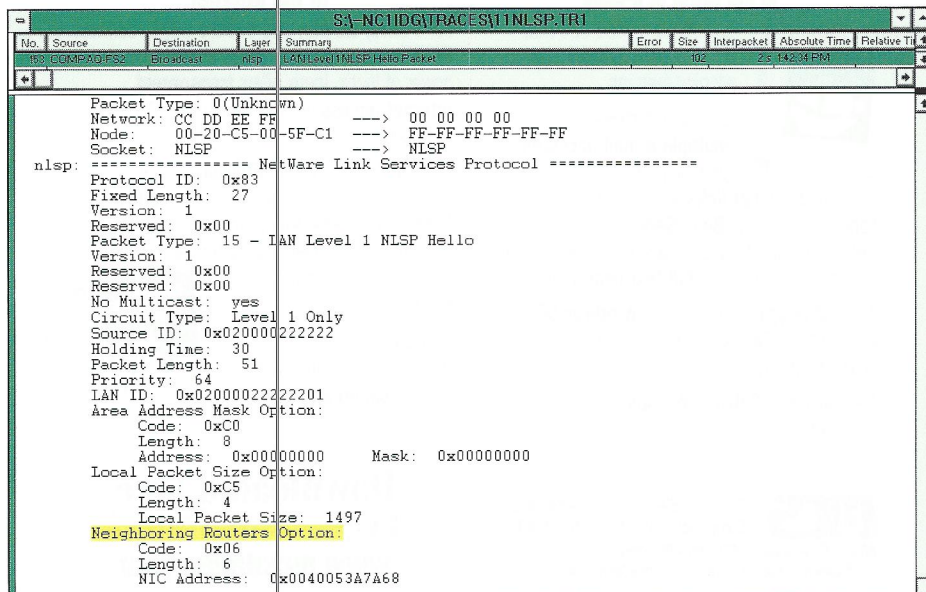 S:\~NC1IDG\TRACES\11NLSP.TR1
No. Source Destination Layer Summary Error Size Interpacket Absolute Time Relative Ti
153 COMPAQ-FS2 Broadcast nlsp LAN Level 1 NLSP Hello Packet 102 2 s 1:42:34 PM
Packet Type: 0(Unknown)
Network: CC DD EE FF ---> 00 00 00 00
Node: 00-20-C5-00-5F-C1 ---> FF-FF-FF-FF-FF-FF
Socket: NLSP ---> NLSP
nlsp: ================== NetWare Link Services Protocol =================
Protocol ID: 0x83
Fixed Length: 27
Version: 1
Reserved: 0x00
Packet Type: 15 – LAN Level 1 NLSP Hello
Version: 1
Reserved: 0x00
Reserved: 0x00
No Multicast: yes
Circuit Type: Level 1 Only
Source ID: 0x020000222222
Holding Time: 30
Packet Length: 51
Priority: 64
LAN ID: 0x02000022222201
Area Address Mask Option:
Code: 0xC0
Length: 8
Address: 0x00000000 Mask: 0x00000000
Local Packet Size Option:
Code: 0xC5
Length: 4
Local Packet Size: 1497
Neighboring Routers Option:
Code: 0x06
Length: 6
NIC Address: 0x0040053A7A68